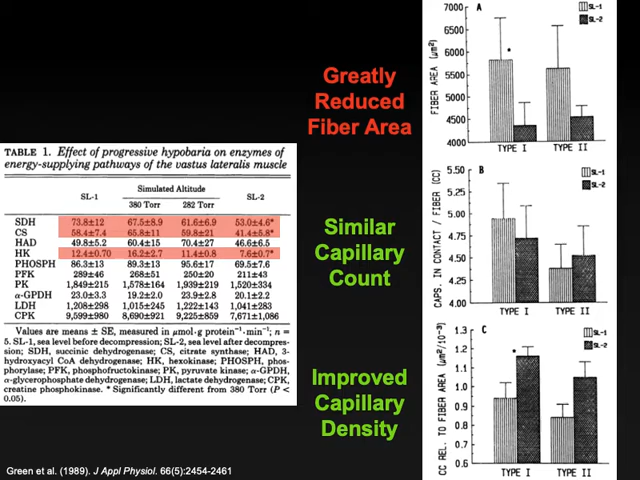 Greatly
Reduced
Fiber Area
Similar
Capillary
Count
Improved
Capillary
Density
TABLE 1. Effect of progressive hypobaria on enzymes of
energy-supplying pathways of the vastus lateralis muscle
Simulated Altitude
SL-1 380 Torr 282 Torr SL-2
SDH 73.8±12 67.5±8.9 61.6±6.9 53.0±4.6*
CS 58.4±7.4 65.8±11 59.8±21 41.4±5.8*
HAD 49.8±5.2 60.4±15 70.4±27 46.6±6.5
HK 12.4±0.70 16.2±2.7 11.4±0.8 7.6±0.7*
PHOSPH 86.3±13 89.3±13 95.6±17 69.5±7.6
PFK 289±46 268±51 250±20 211±43
PK 1,849±215 1,578±164 1,939±219 1,520±334
α-GPDH 23.0±3.3 19.2±2.0 23.9±2.8 20.1±2.2
LDH 1,208±298 1,015±245 1,222±143 1,041±283
CPK 9,599±980 8,690±921 9,225±859 7,671±1,086
Values are means ± SE, measured in μmol·g protein⁻¹·min⁻¹; n =
5. SL-1, sea level before decompression; SL-2, sea level after decompres-
sion; SDH, succinic dehydrogenase; CS, citrate synthase; HAD, 3-
hydroxyacyl CoA dehydrogenase; HK, hexokinase; PHOSPH, phos-
phorylase; PFK, phosphofructokinase; PK, pyruvate kinase; α-GPDH,
α-glycerophosphate dehydrogenase; LDH, lactate dehydrogenase; CPK,
creatine phosphokinase. * Significantly different from 380 Torr (P <
0.05).
A
SL-1
SL-2
FIBER AREA (μm²)
7000
6500
6000
5500
5000
4500
4000
*
TYPE I TYPE II
B
SL-1
SL-2
CAPS. IN CONTACT / FIBER (CC)
5.50
5.00
4.75
4.50
4.25
4.00
TYPE I TYPE II
C
SL-1
SL-2
CC REL. TO FIBER AREA (μm²/10⁻³)
1.3
1.2
1.1
1.0
0.9
0.8
0.7
0.6
*
TYPE I TYPE II
Green et al. (1989). J Appl Physiol. 66(5):2454-2461